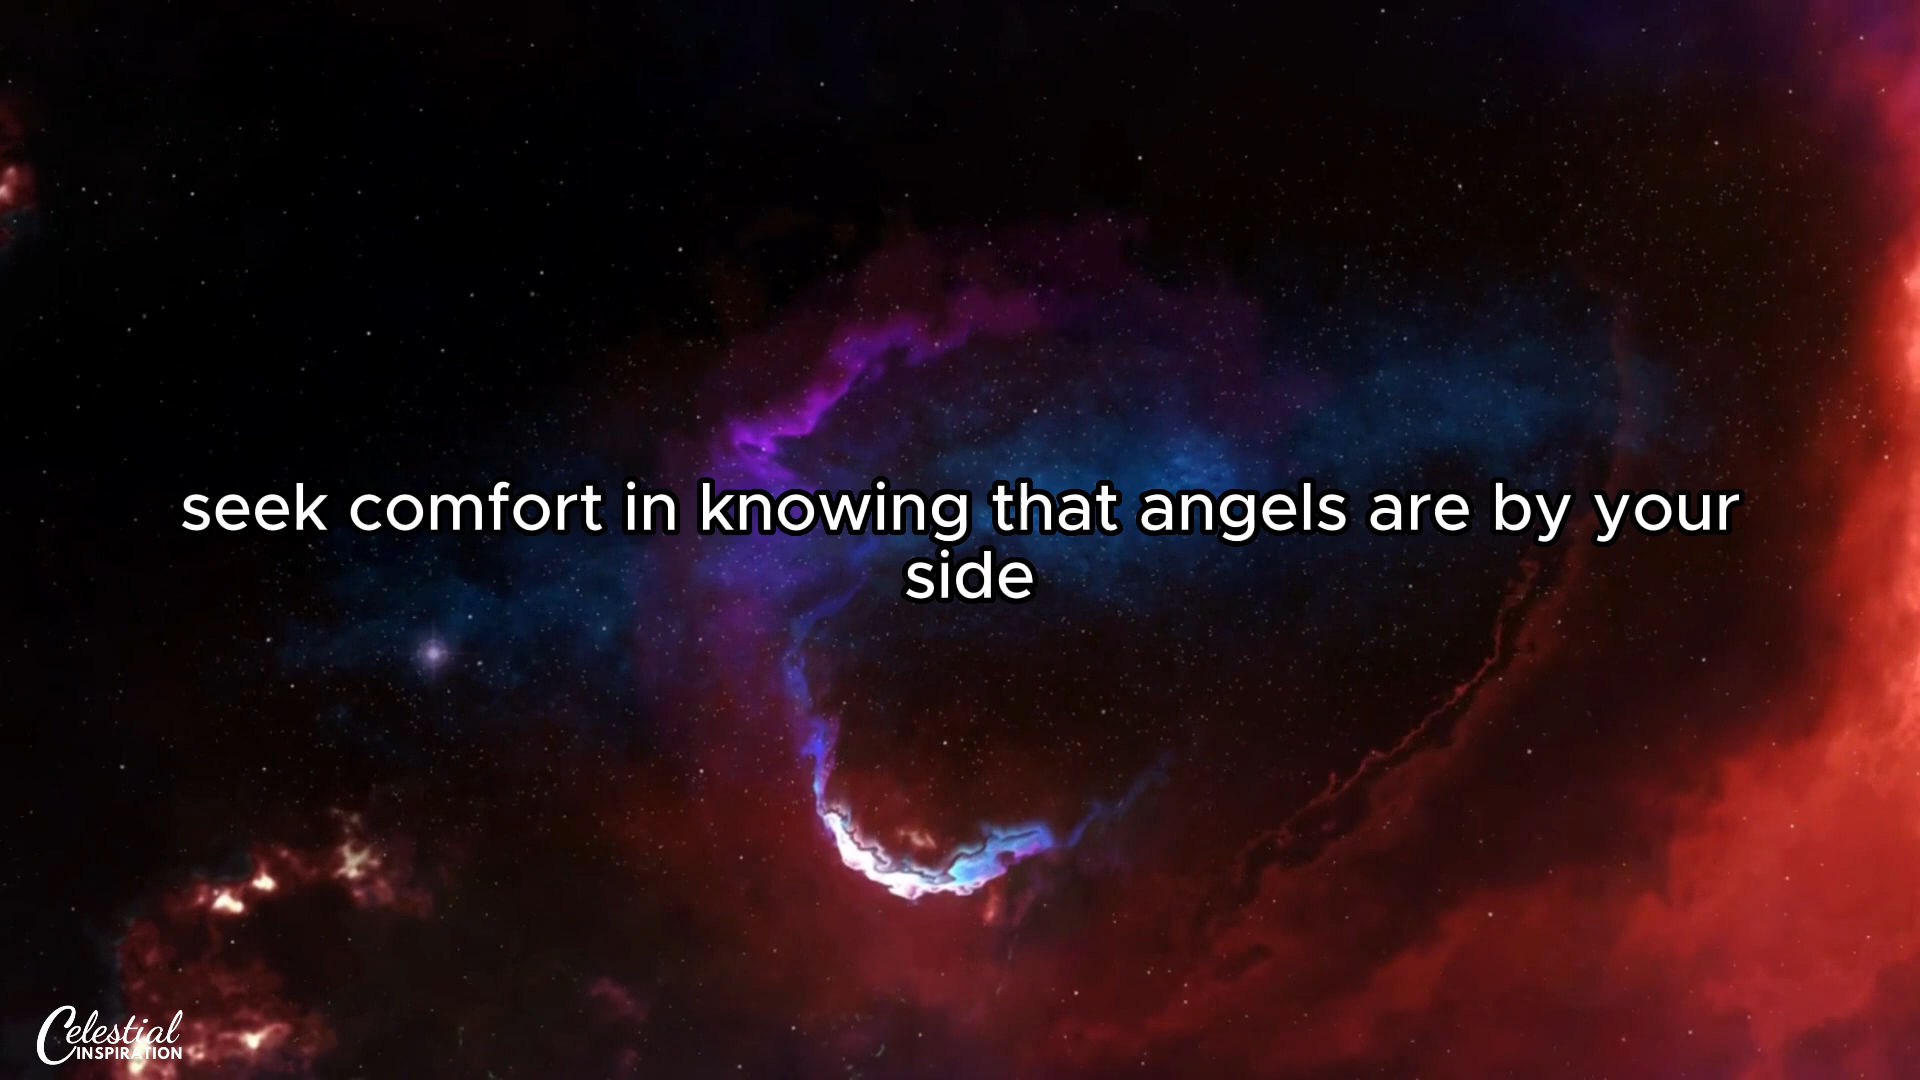 seek comfort in knowing that angels are by your
side
Celestial
INSPIRATION